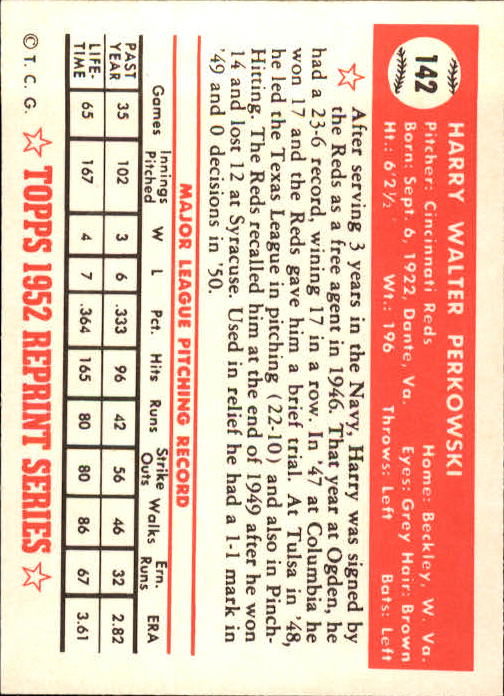 142
HARRY WALTER PERKOWSKI
Pitcher: Cincinnati Reds Home: Beckley, W. Va.
Born: Sept. 6, 1922, Dante, Va. Eyes: Grey Hair: Brown
Ht.: 6'2½ Wt.: 196 Throws: Left Bats: Left
After serving 3 years in the Navy, Harry was signed by
the Reds as a free agent in 1946. That year at Ogden, he
had a 23-6 record, wining 17 in a row. In '47 at Columbia he
won 17 and the Reds gave him a brief trial. At Tulsa in '48,
he led the Texas League in pitching (22-10) and also in Pinch-
Hitting. The Reds recalled him at the end of 1949 after he won
14 and lost 12 at Syracuse. Used in relief he had a 1-1 mark in
'49 and 0 decisions in '50.
MAJOR LEAGUE PITCHING RECORD
Games Innings Pitched W L Pct. Hits Runs Strike Outs Walks Ern. Runs ERA
PAST YEAR 35 102 3 6 .333 96 42 56 46 32 2.82
LIFE-TIME 65 167 4 7 .364 165 80 80 86 67 3.61
© T. C. G. ☆ TOPPS 1952 REPRINT SERIES ☆